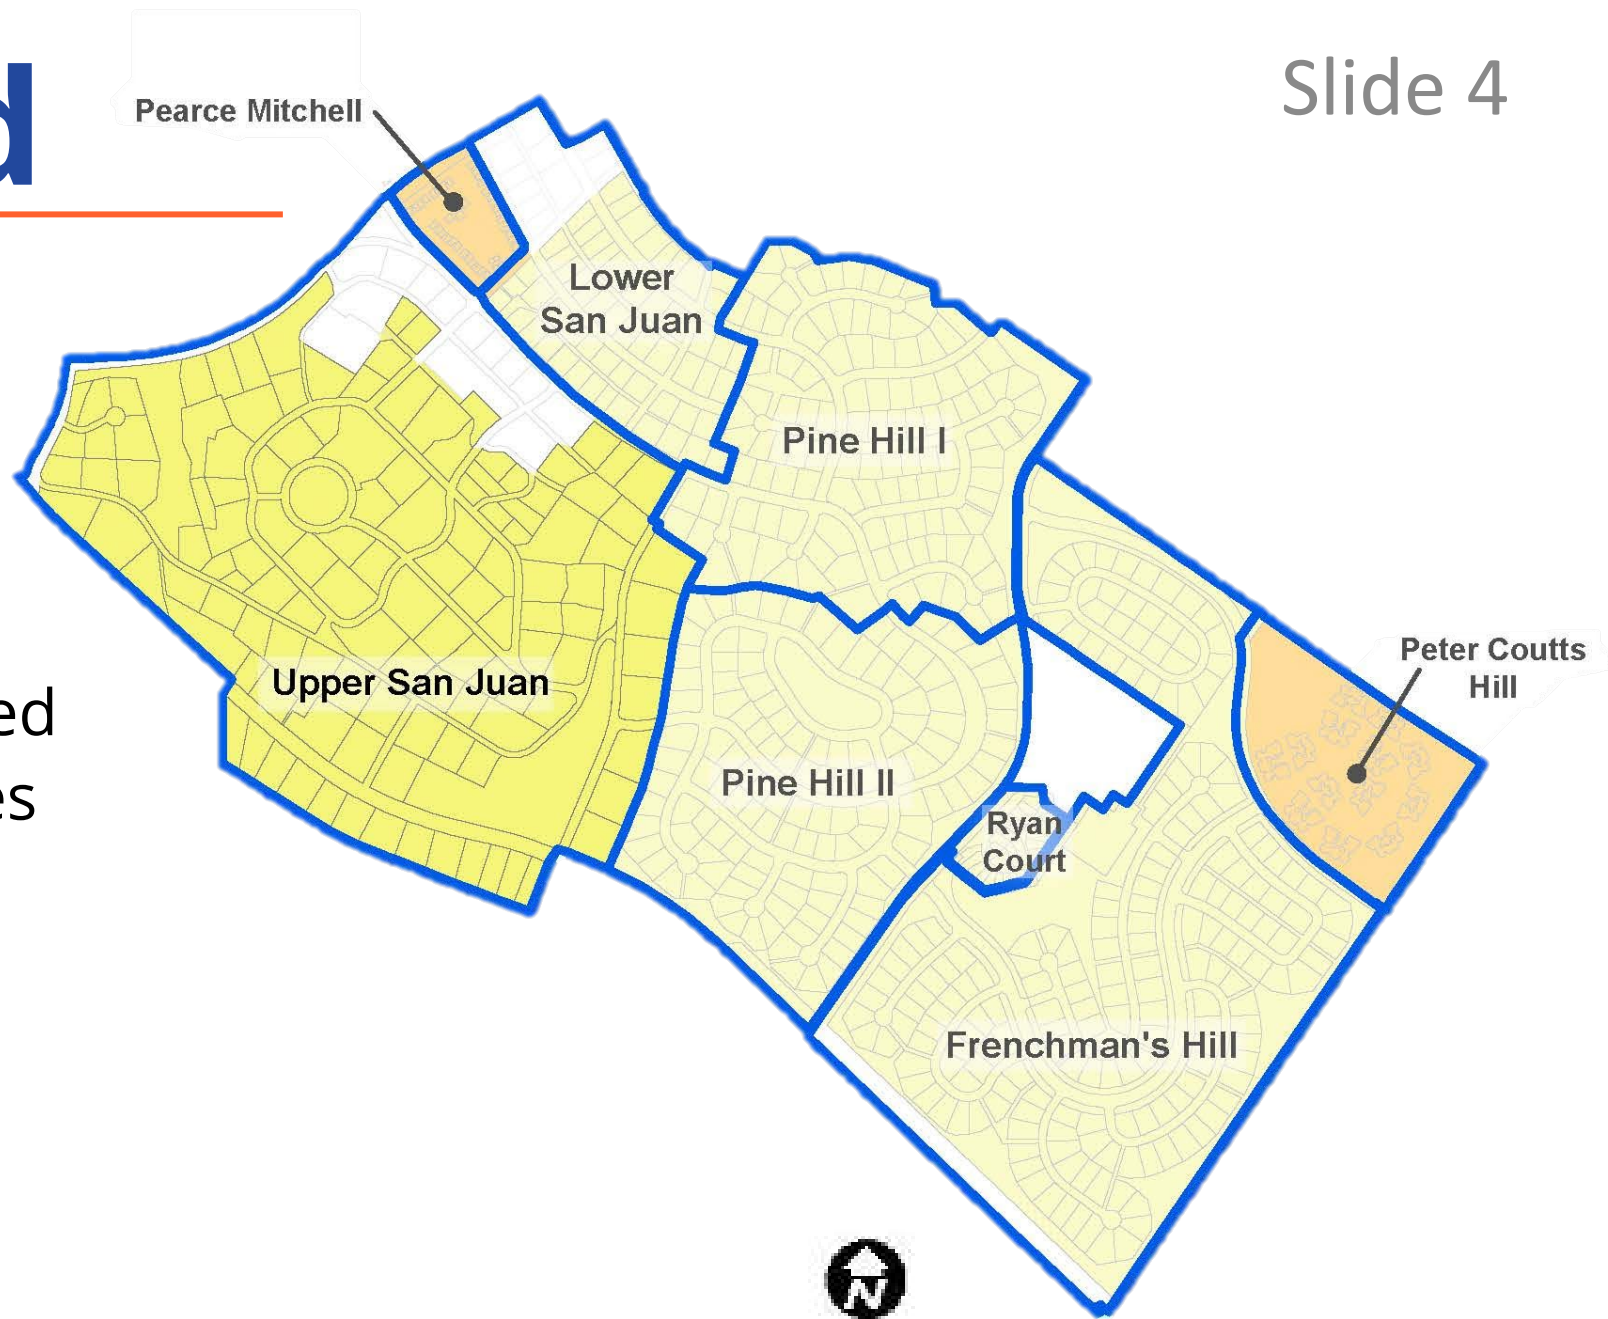 d
Slide 4
Pearce Mitchell
Lower
San Juan
Pine Hill I
Upper San Juan
ed
es
Pine Hill II
Ryan
Court
Peter Coutts
Hill
Frenchman's Hill
N